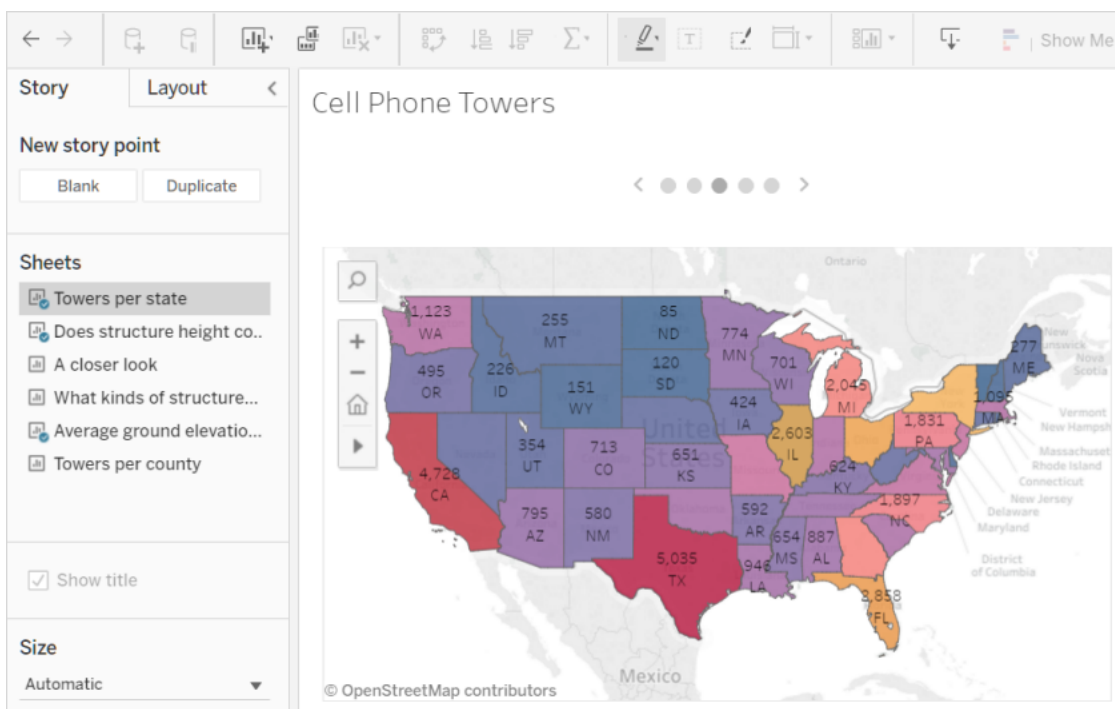 Show Me
Story
Layout
New story point
Blank
Duplicate
Sheets
Towers per state
Does structure height co..
A closer look
What kinds of structure...
Average ground elevatio...
Towers per county
Show title
Size
Automatic
Cell Phone Towers
Ontario
1,123
WA
255
MT
85
ND
774
MN
277
ME
New
Nova
Scotia
495
OR
226
ID
151
WY
120
SD
701
WI
2,045
MI
424
IA
1,095
MA
Vermont
New Hampsh
United
States
354
UT
713
CO
651
KS
2,603
IL
1,831
PA
Massachuset
Rhode Island
Connecticut
New Jersey
Delaware
Maryland
4,728
CA
624
KY
1,897
NC
795
AZ
580
NM
592
AR
654
MS
887
AL
District
of Columbia
5,035
TX
946
LA
2,858
FL
Mexico
© OpenStreetMap contributors